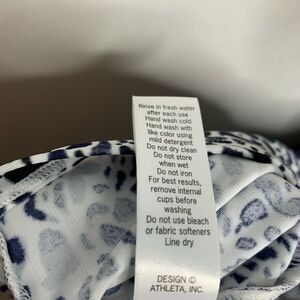 Rinse in fresh water
after each use
Hand wash cold
Hand wash with
like color using
mild detergent
Do not dry clean
Do not store
when wet
Do not iron
For best results,
remove internal
cups before
washing
Do not use bleach
or fabric softeners
Line dry
DESIGN ©
ATHLETA, INC.